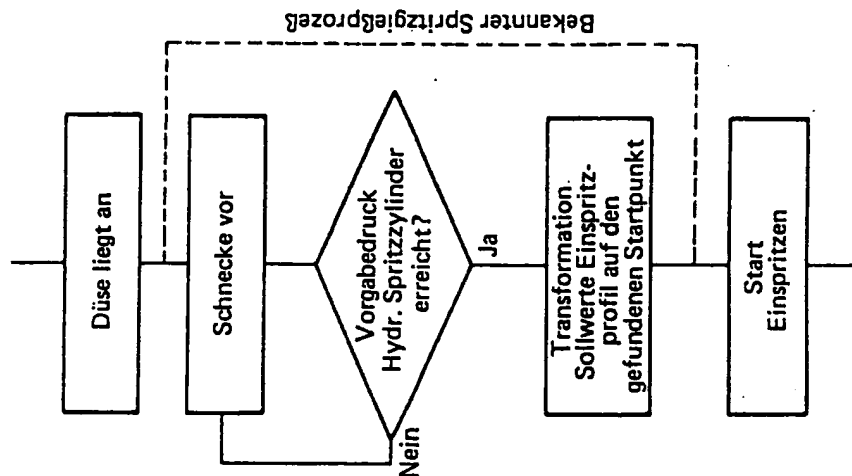 Düse liegt an
Schnecke vor
Vorgabedruck
Hydr. Spritzzylinder
erreicht?
Nein
Ja
Transformation
Sollwerte Einspritz-
profil auf den
gefundenen Startpunkt
Start
Einspritzen
Bekannter Spritzgießprozeß